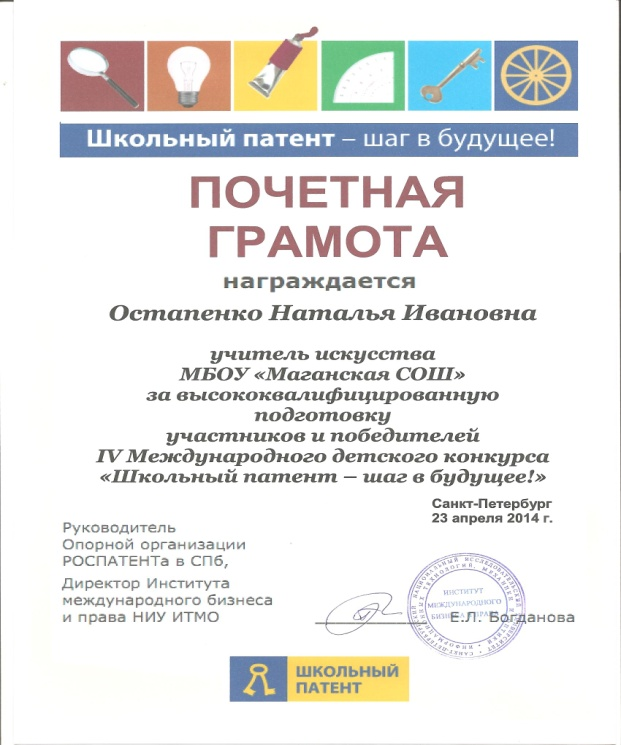 Школьный патент – шаг в будущее!
ПОЧЕТНАЯ
ГРАМОТА
награждается
Остапенко Наталья Ивановна
учитель искусства
МБОУ «Маганская СОШ»
за высококвалифицированную
подготовку
участников и победителей
IV Международного детского конкурса
«Школьный патент – шаг в будущее!»
Санкт-Петербург
23 апреля 2014 г.
Руководитель
Опорной организации
РОСПАТЕНТа в СПб,
Директор Института
международного бизнеса
и права НИУ ИТМО
Е.Л. Богданова
ИНСТИТУТ
МЕЖДУНАРОДНОГО
БИЗНЕСА И ПРАВА
ШКОЛЬНЫЙ
ПАТЕНТ